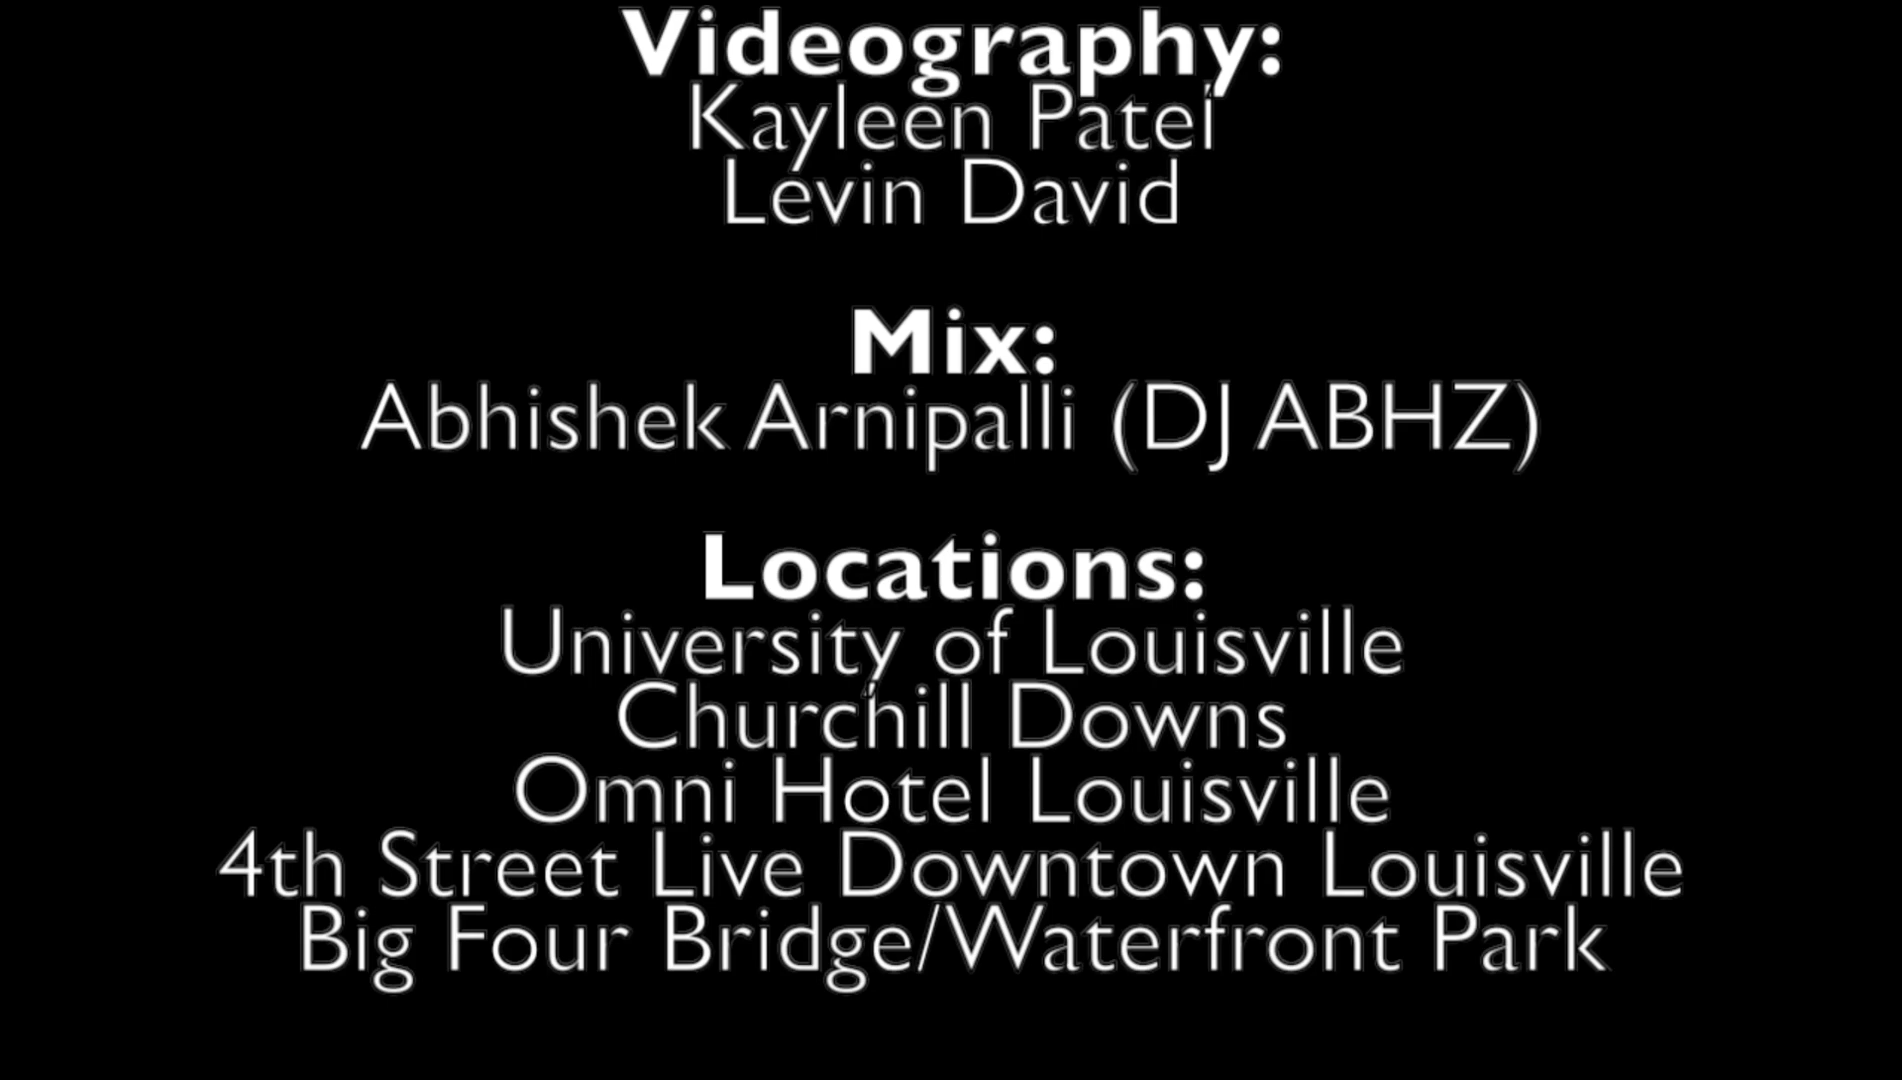 Videography:
Kayleen Patel
Levin David
Mix:
Abhishek Arnipalli (DJ ABHZ)
Locations:
University of Louisville
Churchill Downs
Omni Hotel Louisville
4th Street Live Downtown Louisville
Big Four Bridge/Waterfront Park